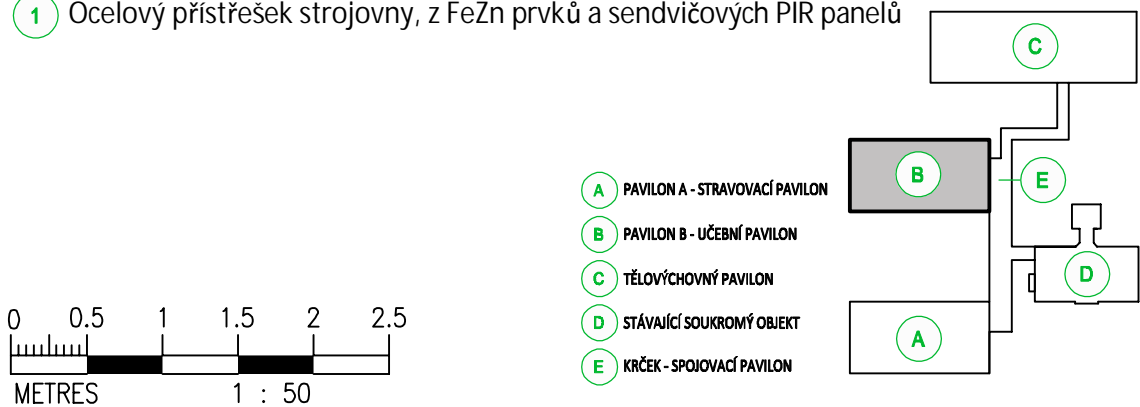 1 Ocelový přístřešek strojovny, z FeZn prvků a sendvičových PIR panelů
C
B
E
D
A
A PAVILON A - STRAVOVACÍ PAVILON
B PAVILON B - UČEBNÍ PAVILON
C TĚLOVÝCHOVNÝ PAVILON
D STÁVAJÍCÍ SOUKROMÝ OBJEKT
E KRČEK - SPOJOVACÍ PAVILON
0 0.5 1 1.5 2 2.5
METRES 1 : 50